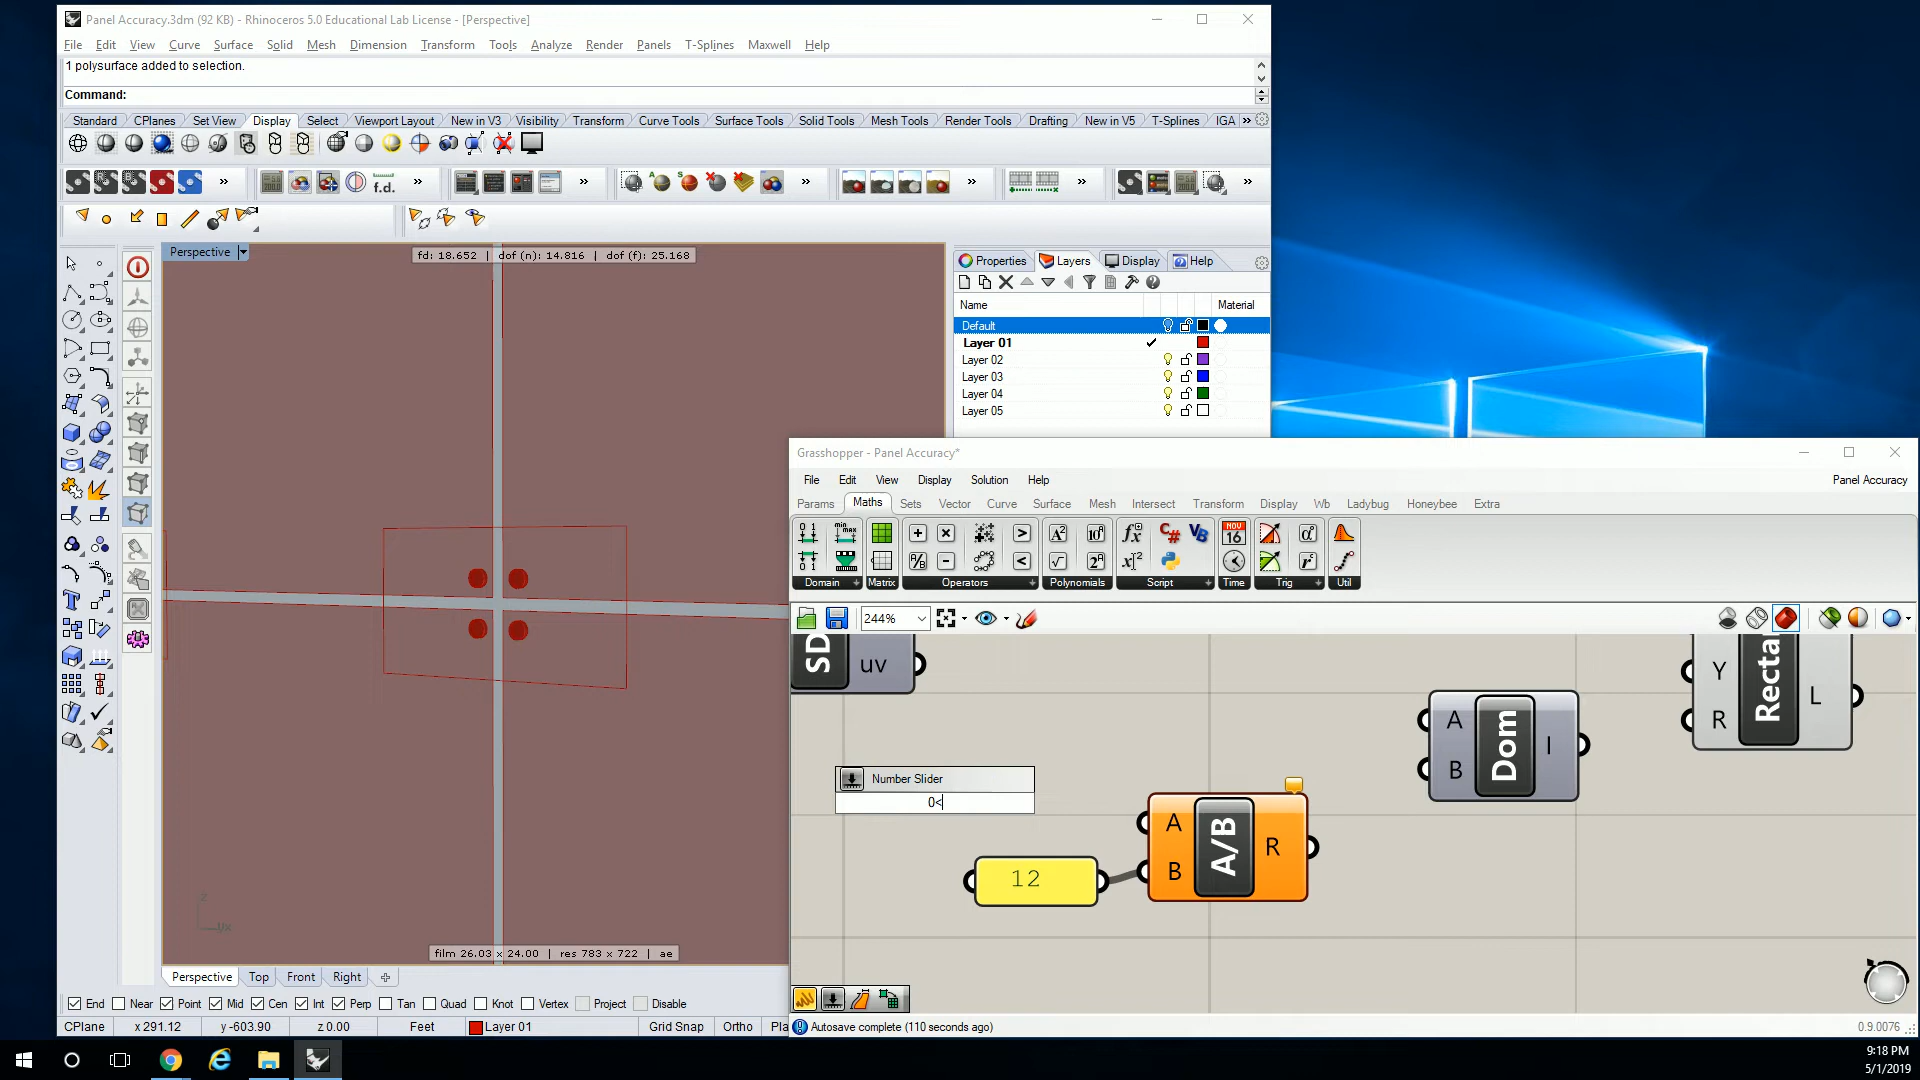 Panel Accuracy.3dm (92 KB) - Rhinoceros 5.0 Educational Lab License - [Perspective]
File Edit View Curve Surface Solid Mesh Dimension Transform Tools Analyze Render Panels T-Splines Maxwell Help
1 polysurface added to selection.
Command:
Standard CPlanes Set View Display Select Viewport Layout New in V3 Visibility Transform Curve Tools Surface Tools Solid Tools Mesh Tools Render Tools Drafting New in V5 T-Splines IGA »
f.d.
Perspective
fd: 18.652 | dof (n): 14.816 | dof (f): 25.168
Properties Layers Display Help
Name Material
Default
Layer 01
Layer 02
Layer 03
Layer 04
Layer 05
film 26.03 x 24.00 | res 783 x 722 | ae
Perspective Top Front Right
End Near Point Mid Cen Int Perp Tan Quad Knot Vertex Project Disable
CPlane x 291.12 y -603.90 z 0.00 Feet Layer 01 Grid Snap Ortho Pla
Grasshopper - Panel Accuracy*
File Edit View Display Solution Help Panel Accuracy
Params Maths Sets Vector Curve Surface Mesh Intersect Transform Display Wb Ladybug Honeybee Extra
Domain Matrix Operators Polynomials Script Time Trig Util
244%
SD uv
Y R Recta L
A B Dom I
Number Slider
0<
A B A/B R
12
Autosave complete (110 seconds ago) 0.9.0076
9:18 PM
5/1/2019